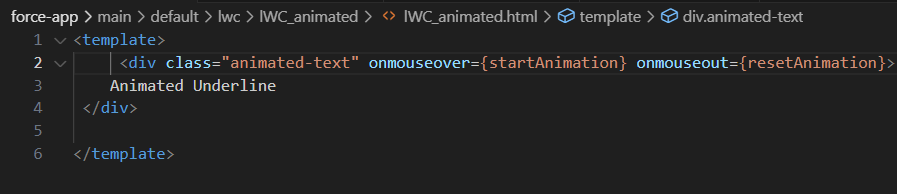 force-app > main > default > lwc > lWC_animated > <> lWC_animated.html > template > div.animated-text
1 <template>
2 <div class="animated-text" onmouseover={startAnimation} onmouseout={resetAnimation}>
3 Animated Underline
4 </div>
5
6 </template>